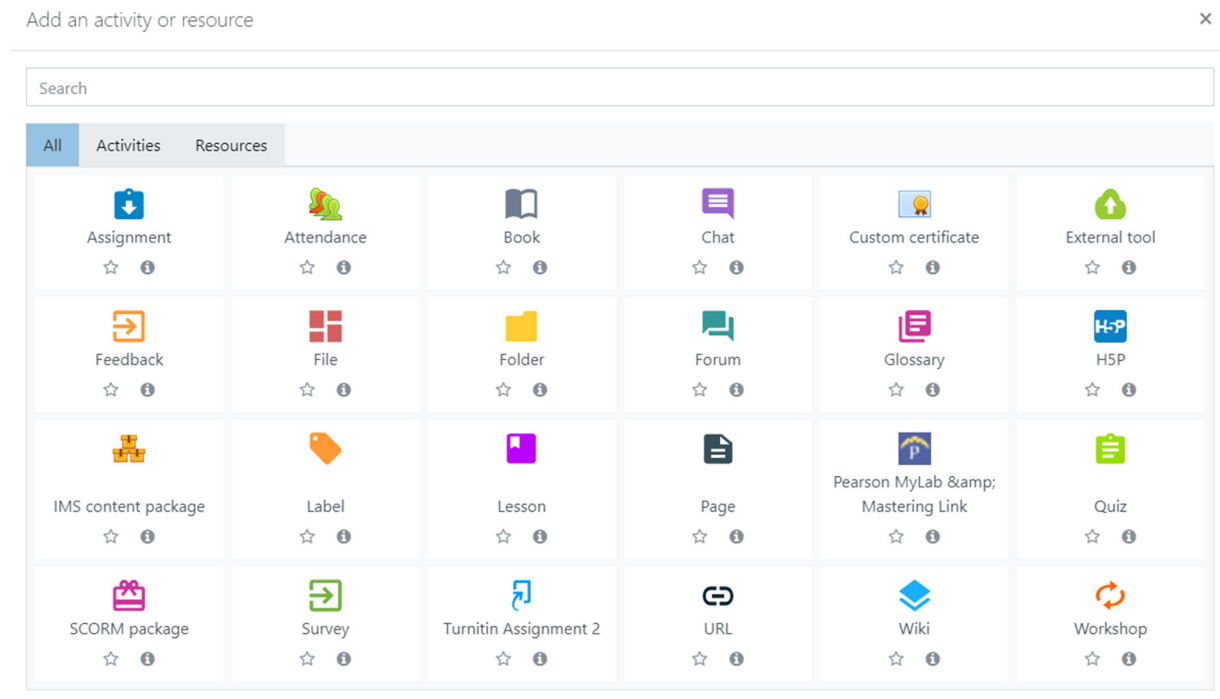 Add an activity or resource ×
Search
All Activities Resources
Assignment Attendance Book Chat Custom certificate External tool
Feedback File Folder Forum Glossary H5P
H5P
IMS content package Label Lesson Page Pearson MyLab &amp; Mastering Link Quiz
SCORM package Survey Turnitin Assignment 2 URL Wiki Workshop